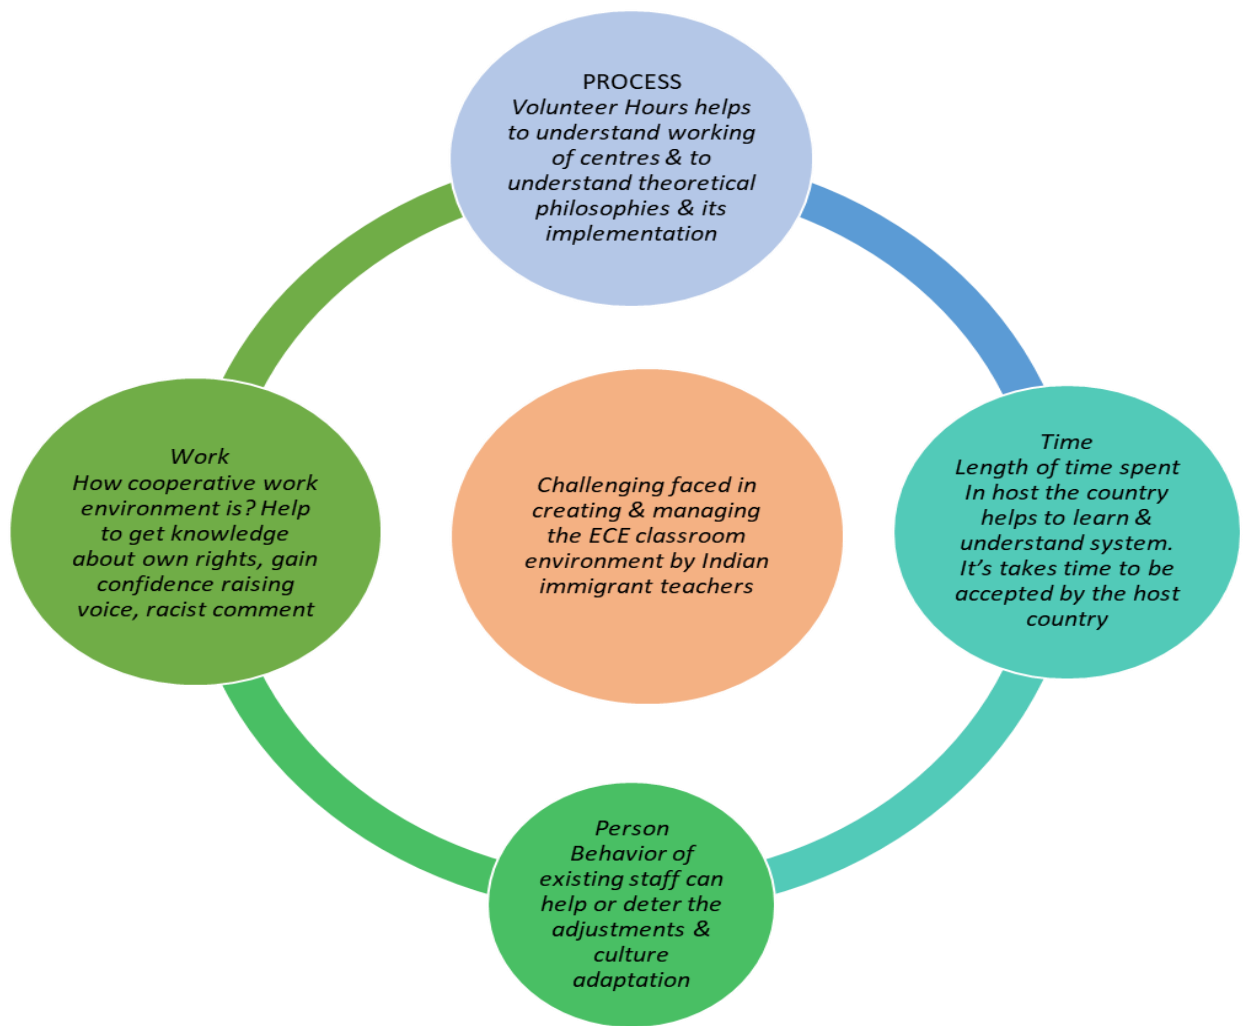 PROCESS
Volunteer Hours helps
to understand working
of centres & to
understand theoretical
philosophies & its
implementation
Work
How cooperative work
environment is? Help
to get knowledge
about own rights, gain
confidence raising
voice, racist comment
Challenging faced in
creating & managing
the ECE classroom
environment by Indian
immigrant teachers
Time
Length of time spent
In host the country
helps to learn &
understand system.
It's takes time to be
accepted by the host
country
Person
Behavior of
existing staff can
help or deter the
adjustments &
culture
adaptation